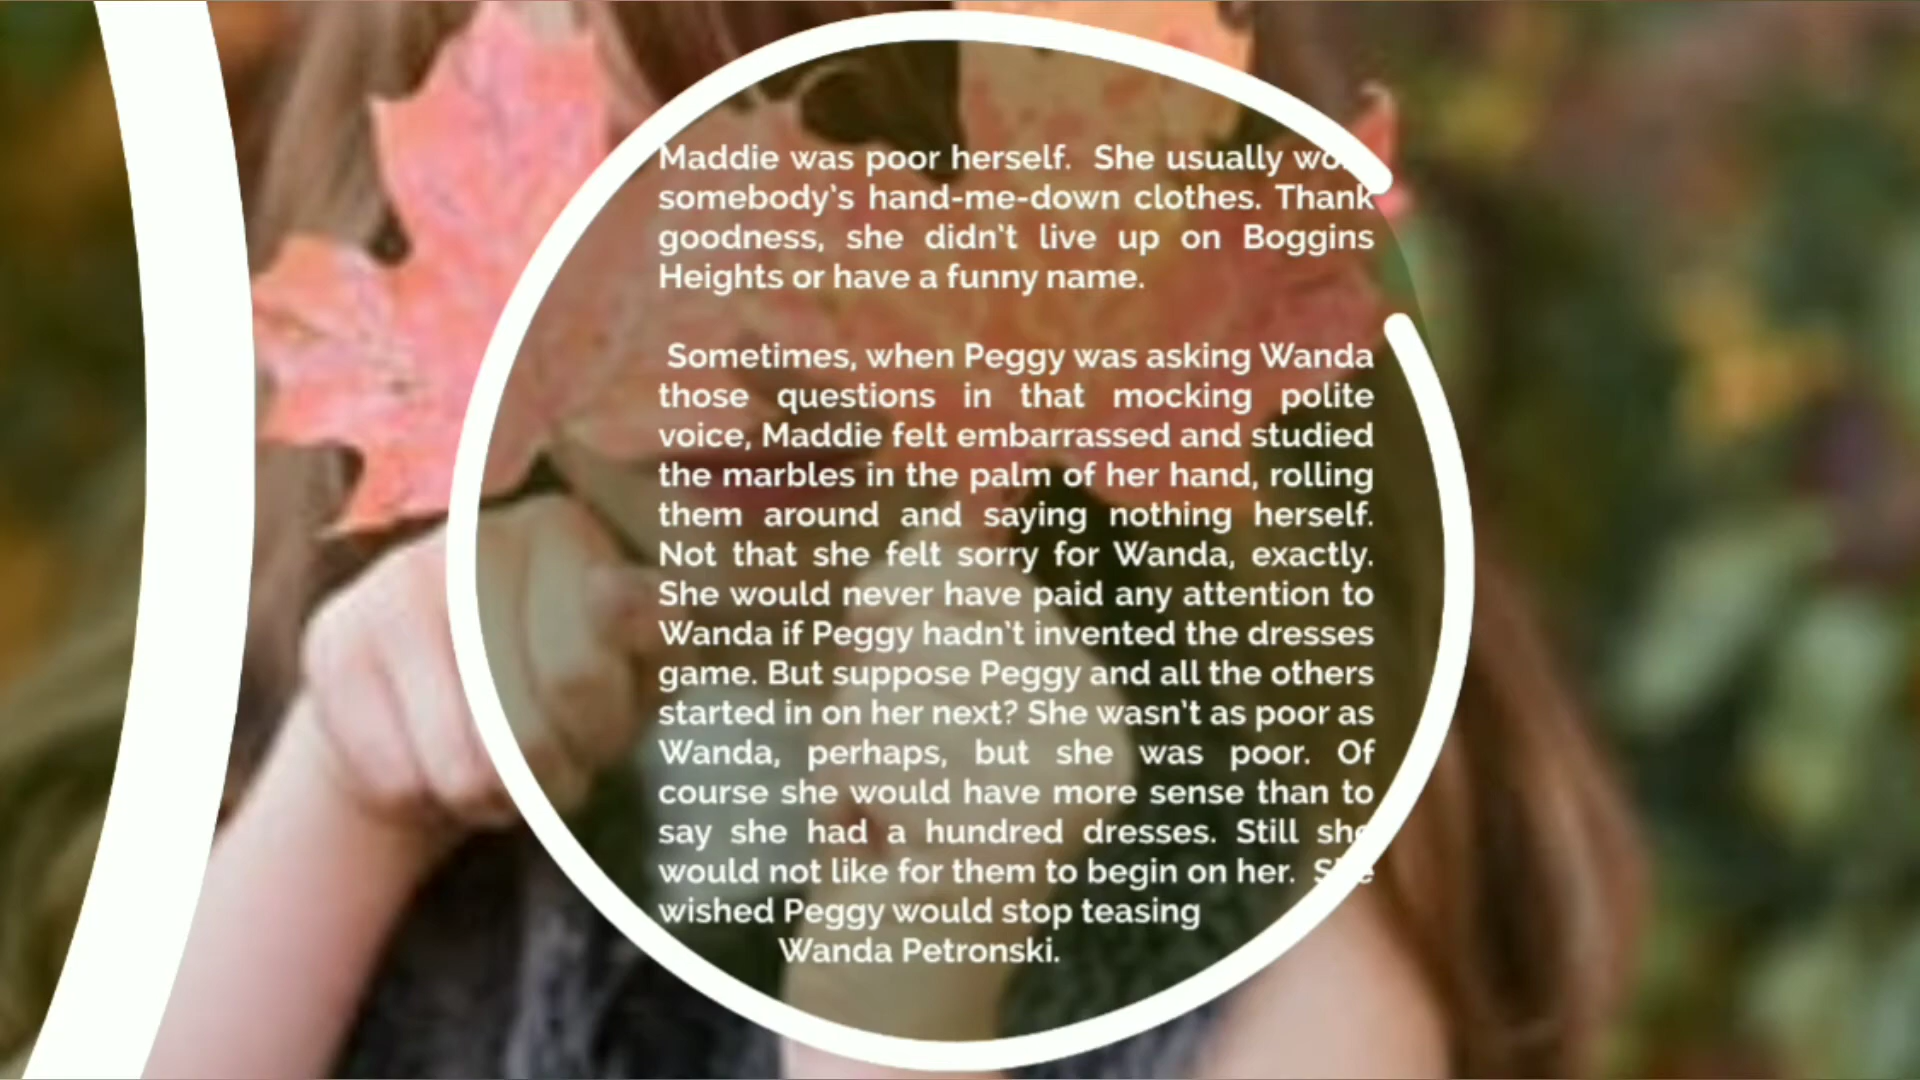 Maddie was poor herself. She usually
somebody's hand-me-down clothes. Thank
goodness, she didn't live up on Boggins
Heights or have a funny name.
Sometimes, when Peggy was asking Wanda
those questions in that mocking polite
voice, Maddie felt embarrassed and studied
the marbles in the palm of her hand, rolling
them around and saying nothing herself.
Not that she felt sorry for Wanda, exactly.
She would never have paid any attention to
Wanda if Peggy hadn't invented the dresses
game. But suppose Peggy and all the others
started in on her next? She wasn't as poor as
Wanda, perhaps, but she was poor. Of
course she would have more sense than to
say she had a hundred dresses. Still she
would not like for them to begin on her. She
wished Peggy would stop teasing
Wanda Petronski.